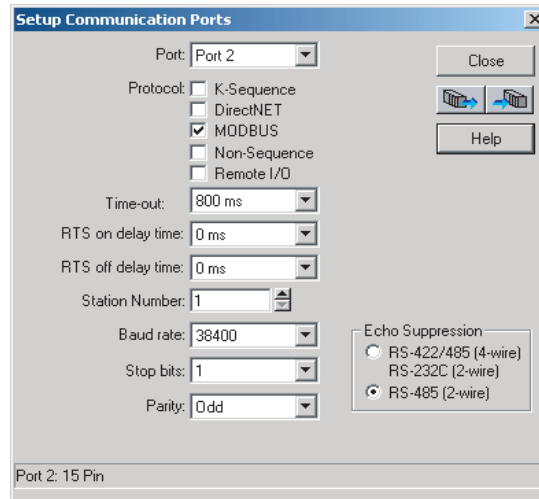 Setup Communication Ports
Port: Port 2
Close
Protocol: K-Sequence
DirectNET
MODBUS
Help
Non-Sequence
Remote I/O
Time-out: 800 ms
RTS on delay time: 0 ms
RTS off delay time: 0 ms
Station Number: 1
Baud rate: 38400
Echo Suppression
RS-422/485 (4-wire)
RS-232C (2-wire)
Stop bits: 1
RS-485 (2-wire)
Parity: Odd
Port 2: 15 Pin